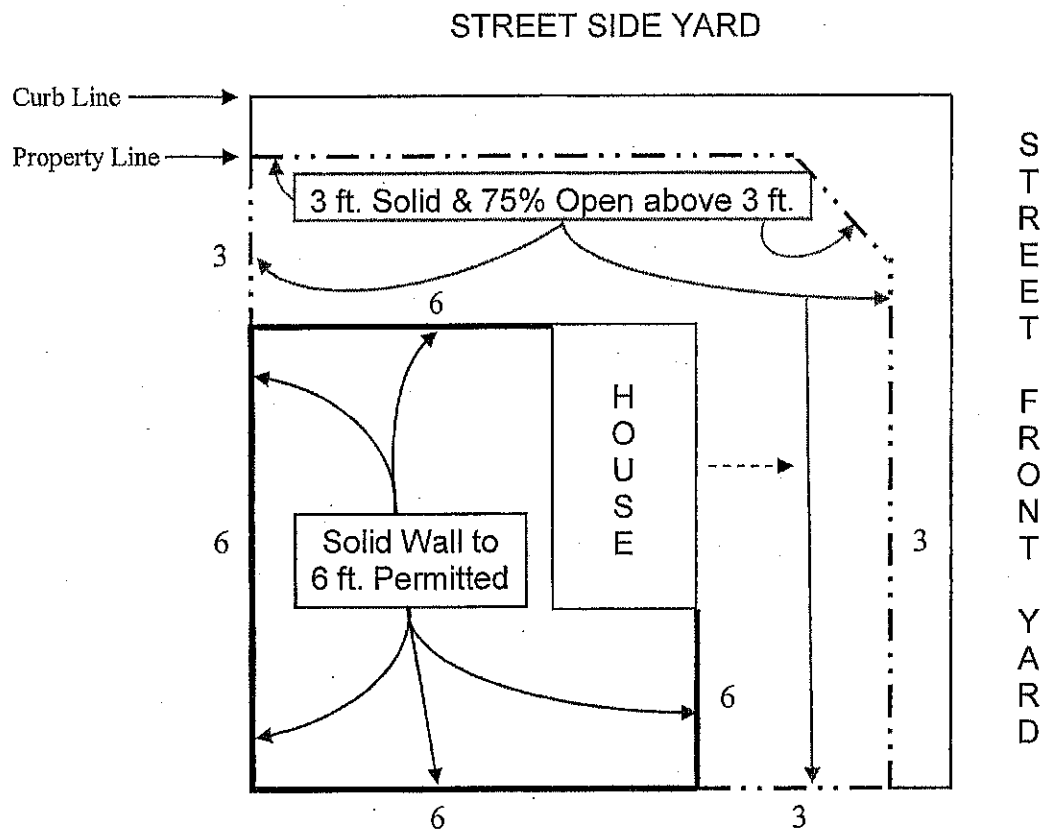 STREET SIDE YARD
Curb Line
Property Line
3 ft. Solid & 75% Open above 3 ft.
3
6
HOUSE
6
Solid Wall to
6 ft. Permitted
3
6
6
3
STREET FRONT YARD